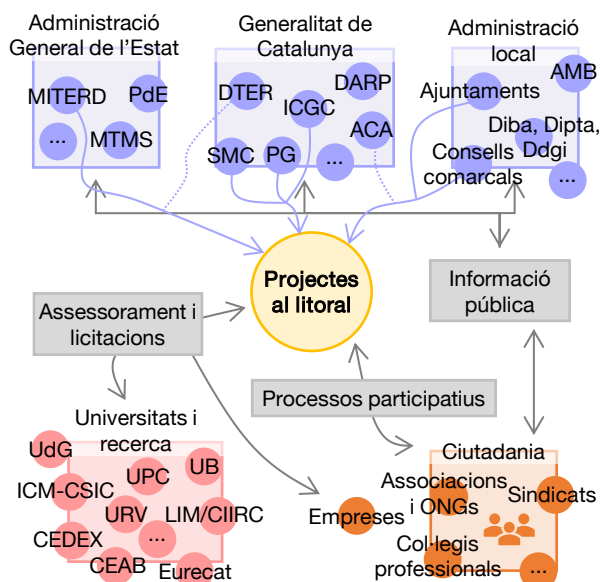 Administració
General de l'Estat
Generalitat de
Catalunya
Administració
local
MITERD
PdE
...
MTMS
DTER
ICGC
DARP
ACA
SMC
PG
...
AMB
Ajuntaments
Diba, Dipta,
Ddgi
Consells
comarcals
...
Projectes
al litoral
Informació
pública
Assessorament i
licitacions
Processos participatius
Universitats i
recerca
UdG
UPC
UB
ICM-CSIC
URV
LIM/CIIRC
...
CEDEX
CEAB
Eurecat
Ciutadania
Associacions
i ONGs
Sindicats
Empreses
Col·legis
professionals
...